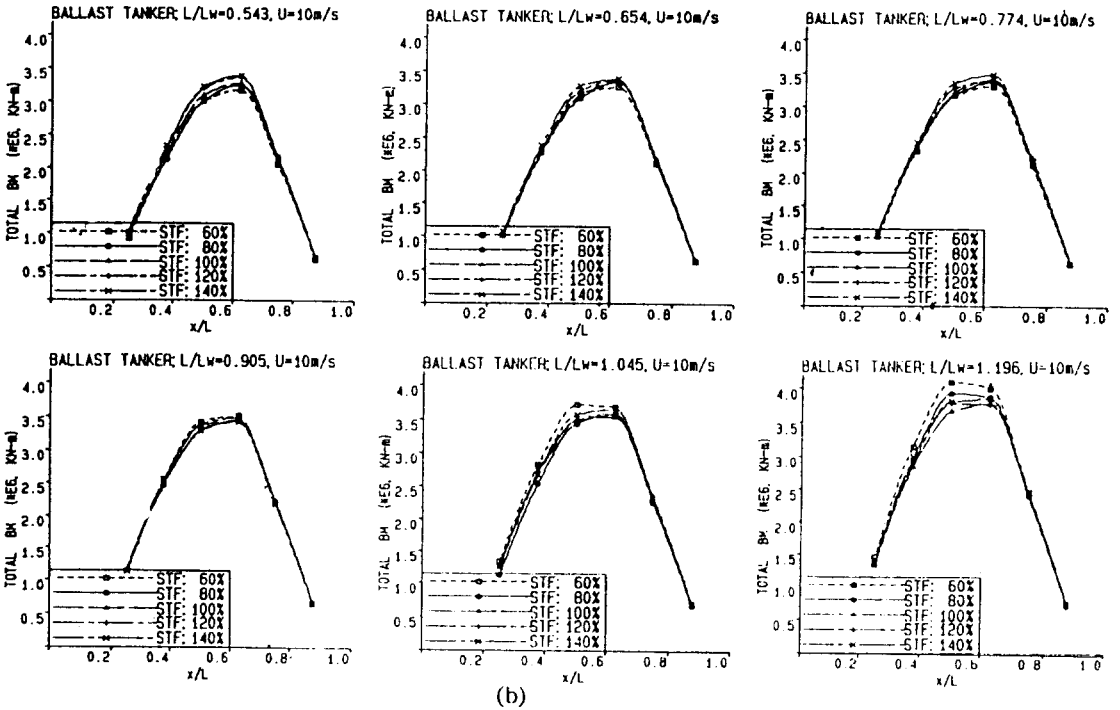 BALLAST TANKER; L/Lw=0.543, U=10m/s
TOTAL BM (*E6, KN-m)
4.0
3.5
3.0
2.5
2.0
1.5
1.0
0.5
STF: 60%
STF: 80%
STF: 100%
STF: 120%
STF: 140%
0.2 0.4 0.6 0.8 1.0
x/L
BALLAST TANKER; L/Lw=0.654, U=10m/s
TOTAL BM (*E6, KN-m)
4.0
3.5
3.0
2.5
2.0
1.5
1.0
0.5
STF: 60%
STF: 80%
STF: 100%
STF: 120%
STF: 140%
0.2 0.4 0.6 0.8 1.0
x/L
BALLAST TANKER; L/Lw=0.774, U=10m/s
TOTAL BM (*E6, KN-m)
4.0
3.5
3.0
2.5
2.0
1.5
1.0
0.5
STF: 60%
STF: 80%
STF: 100%
STF: 120%
STF: 140%
0.2 0.4 0.6 0.8 1.0
x/L
BALLAST TANKER; L/Lw=0.905, U=10m/s
TOTAL BM (*E6, KN-m)
4.0
3.5
3.0
2.5
2.0
1.5
1.0
0.5
STF: 60%
STF: 80%
STF: 100%
STF: 120%
STF: 140%
0.2 0.4 0.6 0.8 1.0
x/L
BALLAST TANKER; L/Lw=1.045, U=10m/s
TOTAL BM (*E6, KN-m)
4.0
3.5
3.0
2.5
2.0
1.5
1.0
0.5
STF: 60%
STF: 80%
STF: 100%
STF: 120%
STF: 140%
0.2 0.4 0.6 0.8 1.0
x/L
BALLAST TANKER; L/Lw=1.196, U=10m/s
TOTAL BM (*E6, KN-m)
4.0
3.5
3.0
2.5
2.0
1.5
1.0
0.5
STF: 60%
STF: 80%
STF: 100%
STF: 120%
STF: 140%
0.2 0.4 0.6 0.8 1.0
x/L
(b)